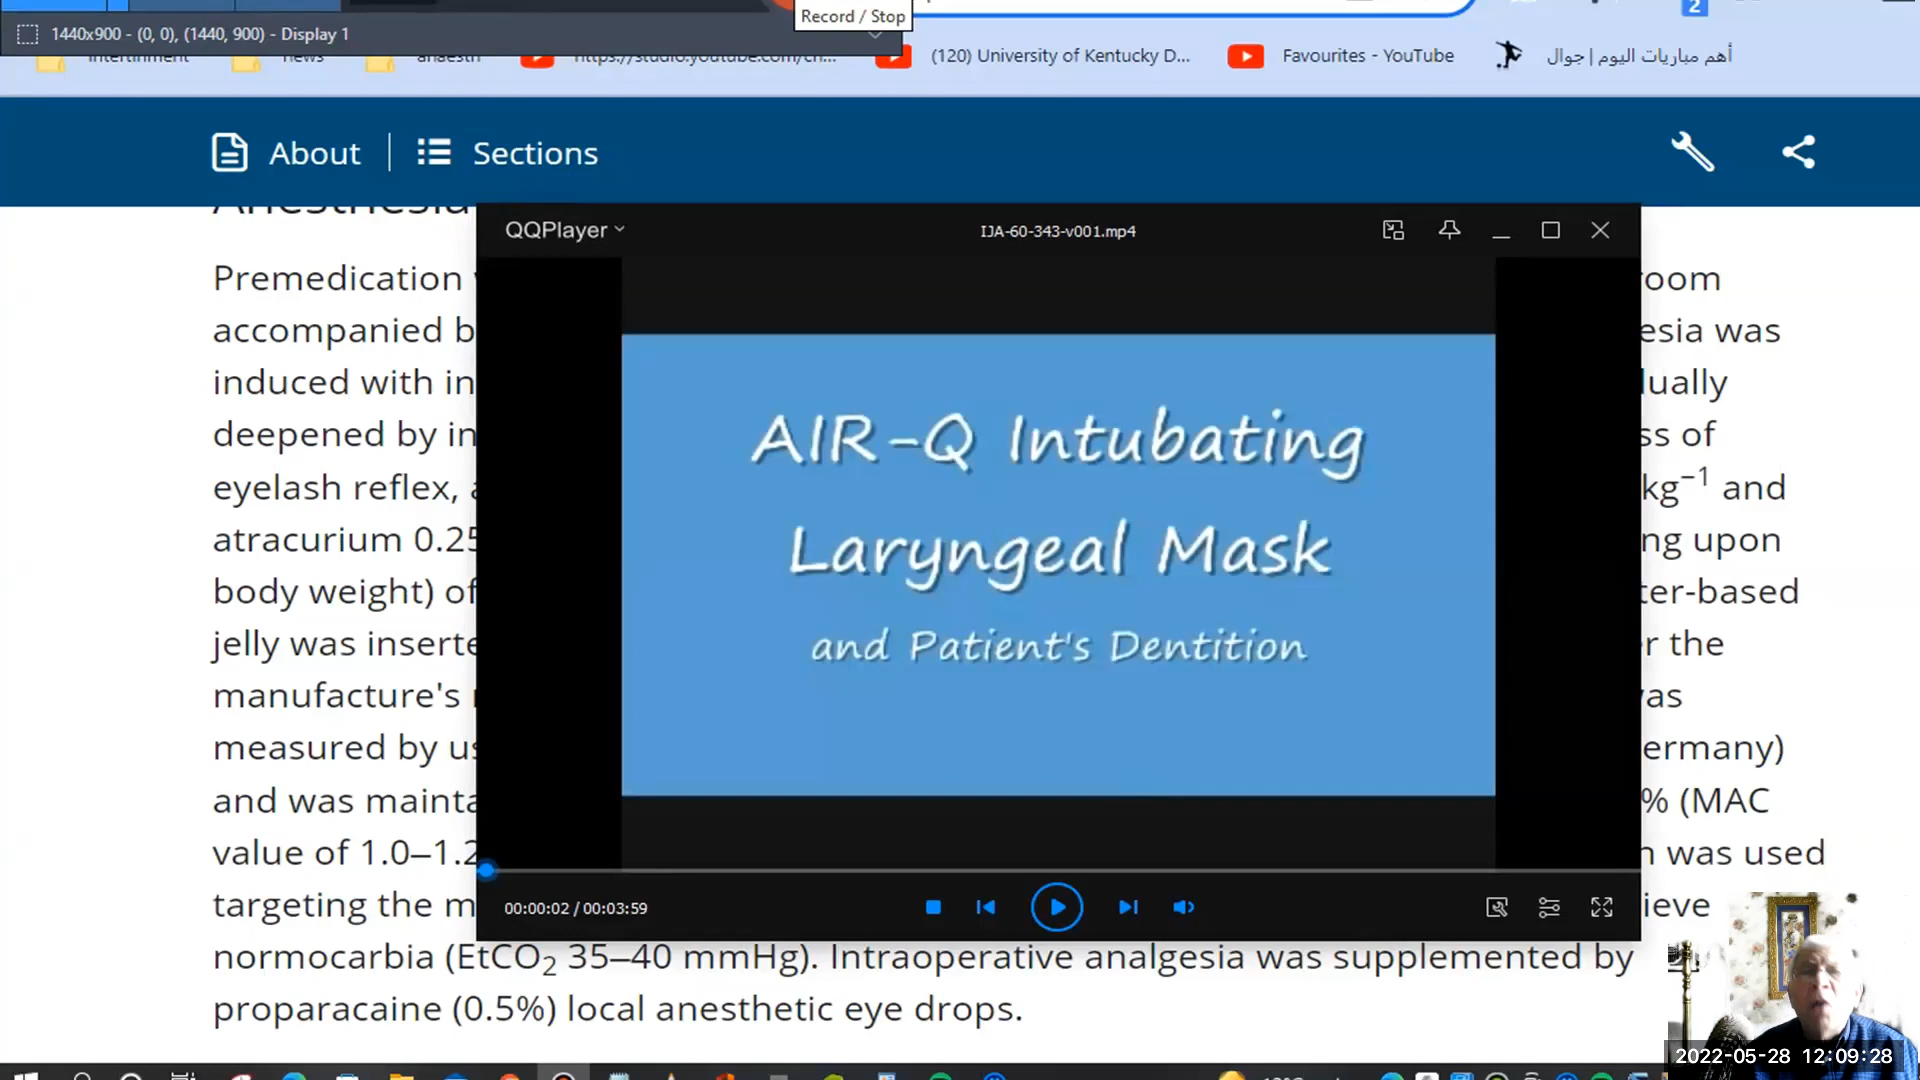 Record / Stop
1440x900 - (0, 0), (1440, 900) - Display 1
2
news
(120) University of Kentucky D...
Favourites - YouTube
أهم مباريات اليوم | جوال
About
Sections
QQPlayer
IJA-60-343-v001.mp4
Premedication
room
accompanied b
esia was
induced with in
ually
deepened by in
ss of
eyelash reflex,
kg⁻¹ and
atracurium 0.25
ng upon
body weight) of
ter-based
jelly was inserte
r the
manufacture's
as
measured by us
ermany)
and was mainta
% (MAC
value of 1.0–1.2
n was used
targeting the m
ieve
normocarbia (EtCO₂ 35–40 mmHg). Intraoperative analgesia was supplemented by
proparacaine (0.5%) local anesthetic eye drops.
AIR-Q Intubating
Laryngeal Mask
and Patient's Dentition
00:00:02 / 00:03:59
2022-05-28 12:09:28